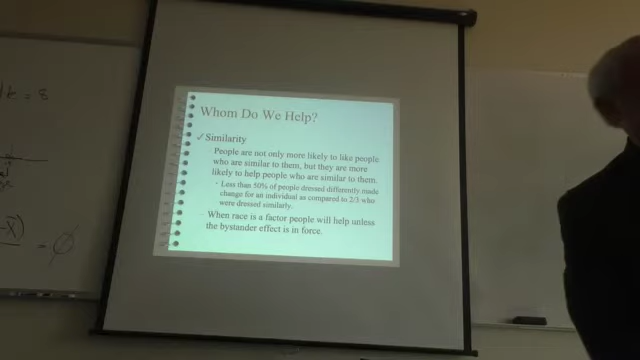 k = 8
Whom Do We Help?
✓ Similarity
People are not only more likely to like people
who are similar to them, but they are more
likely to help people who are similar to them.
• Less than 50% of people dressed differently made
change for an individual as compared to 2/3 who
were dressed similarly.
When race is a factor people will help unless
the bystander effect is in force.